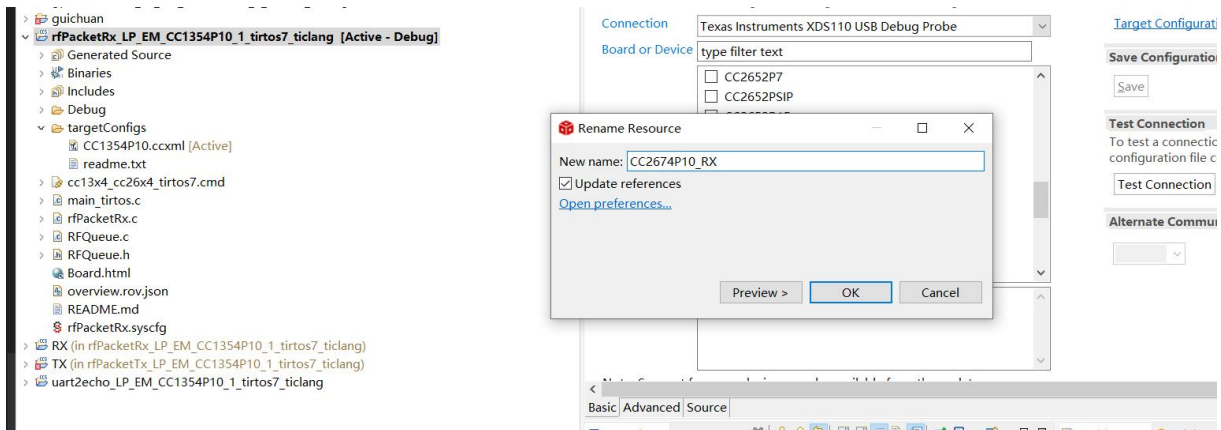 guichuan
rfPacketRx_LP_EM_CC1354P10_1_tirtos7_ticlang [Active - Debug]
Generated Source
Binaries
Includes
Debug
targetConfigs
CC1354P10.ccxml [Active]
readme.txt
cc13x4_cc26x4_tirtos7.cmd
main_tirtos.c
rfPacketRx.c
RFQueue.c
RFQueue.h
Board.html
overview.rov.json
README.md
rfPacketRx.syscfg
RX (in rfPacketRx_LP_EM_CC1354P10_1_tirtos7_ticlang)
TX (in rfPacketTx_LP_EM_CC1354P10_1_tirtos7_ticlang)
uart2echo_LP_EM_CC1354P10_1_tirtos7_ticlang
Connection
Texas Instruments XDS110 USB Debug Probe
Board or Device
type filter text
CC2652P7
CC2652PSIP
Rename Resource
New name: CC2674P10_RX
Update references
Open preferences...
Preview >
OK
Cancel
Basic
Advanced
Source
Target Configurati
Save Configuration
Save
Test Connection
To test a connectio
configuration file c
Test Connection
Alternate Commu